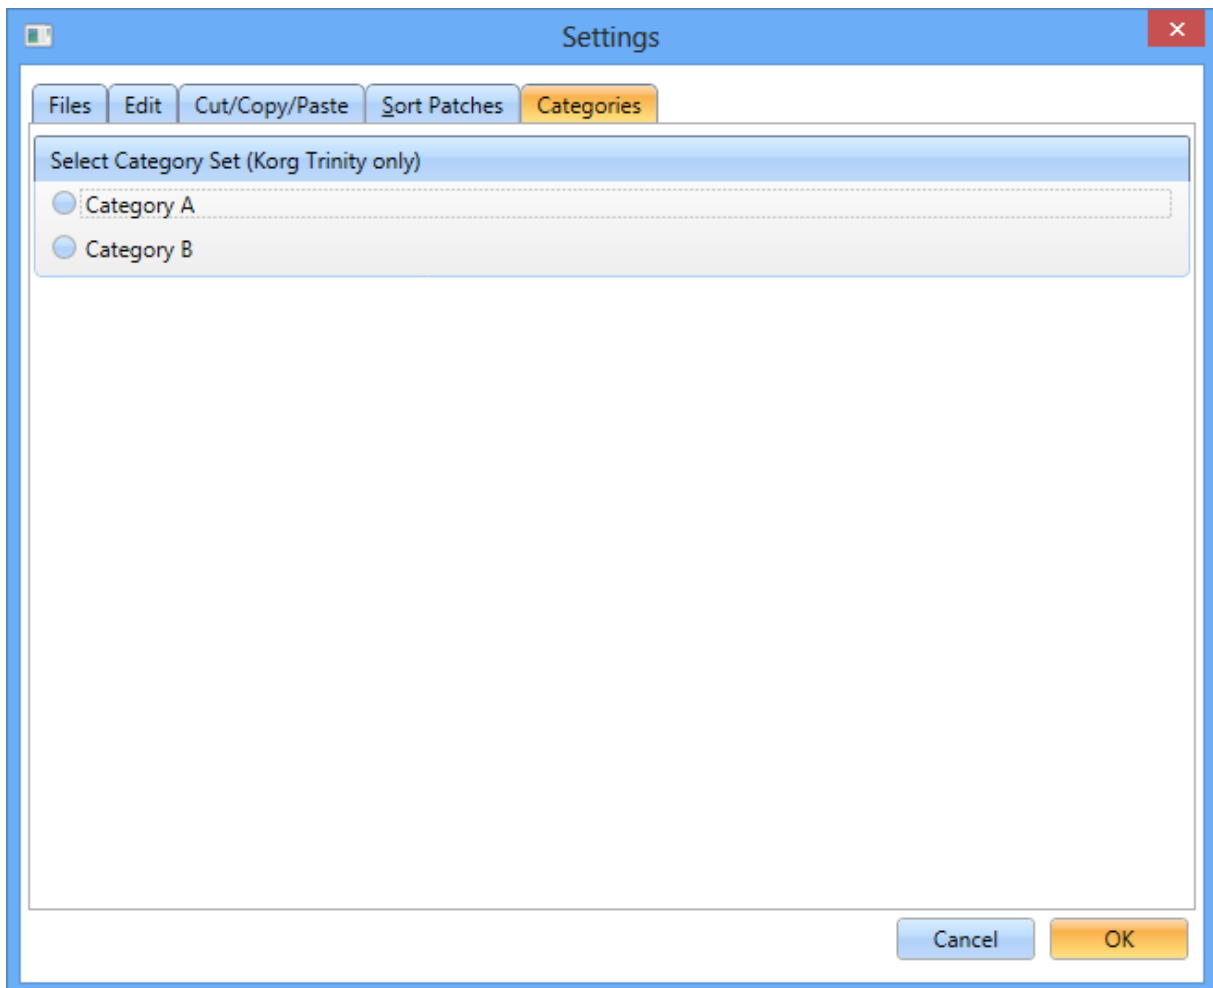 Settings
Files Edit Cut/Copy/Paste Sort Patches Categories
Select Category Set (Korg Trinity only)
Category A
Category B
Cancel OK